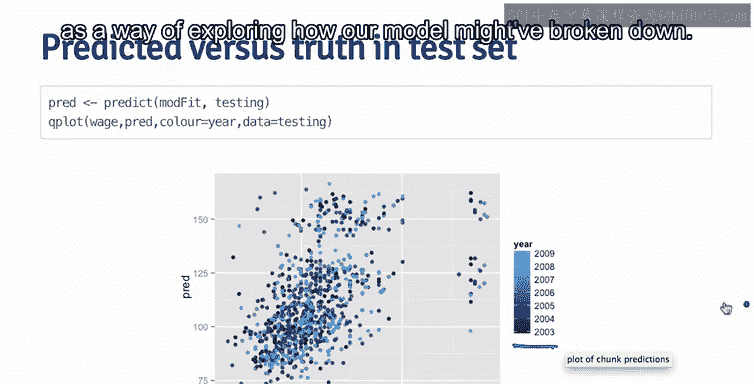 as a way of exploring how our model might've broken down.
Predicted versus truth in test set
pred <- predict(modFit, testing)
qplot(wage,pred,colour=year,data=testing)
150
125
100
75
pred
year
2009
2008
2007
2006
2005
2004
2003
plot of chunk predictions